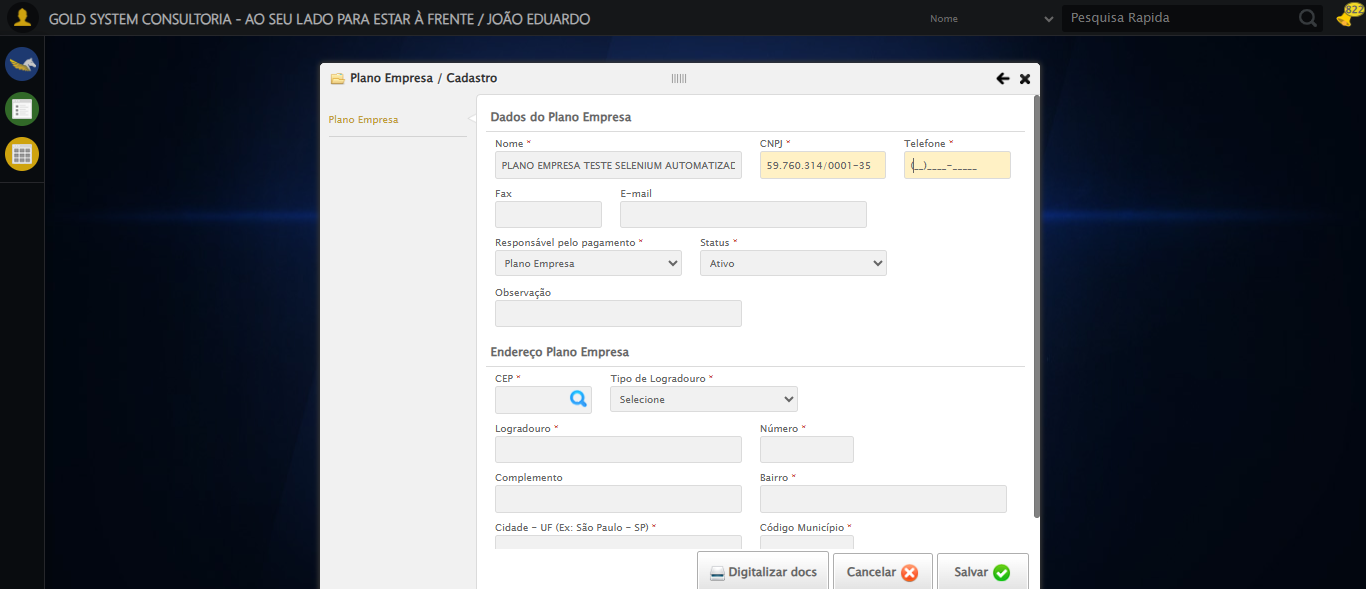 GOLD SYSTEM CONSULTORIA - AO SEU LADO PARA ESTAR À FRENTE / JOÃO EDUARDO
Nome
Pesquisa Rapida
822
Plano Empresa / Cadastro
Plano Empresa
Dados do Plano Empresa
Nome * CNPJ * Telefone *
PLANO EMPRESA TESTE SELENIUM AUTOMATIZAD 59.760.314/0001-35 (__)____-_____
Fax E-mail
Responsável pelo pagamento * Status *
Plano Empresa Ativo
Observação
Endereço Plano Empresa
CEP * Tipo de Logradouro *
Selecione
Logradouro * Número *
Complemento Bairro *
Cidade - UF (Ex: São Paulo - SP) * Código Município *
Digitalizar docs Cancelar Salvar